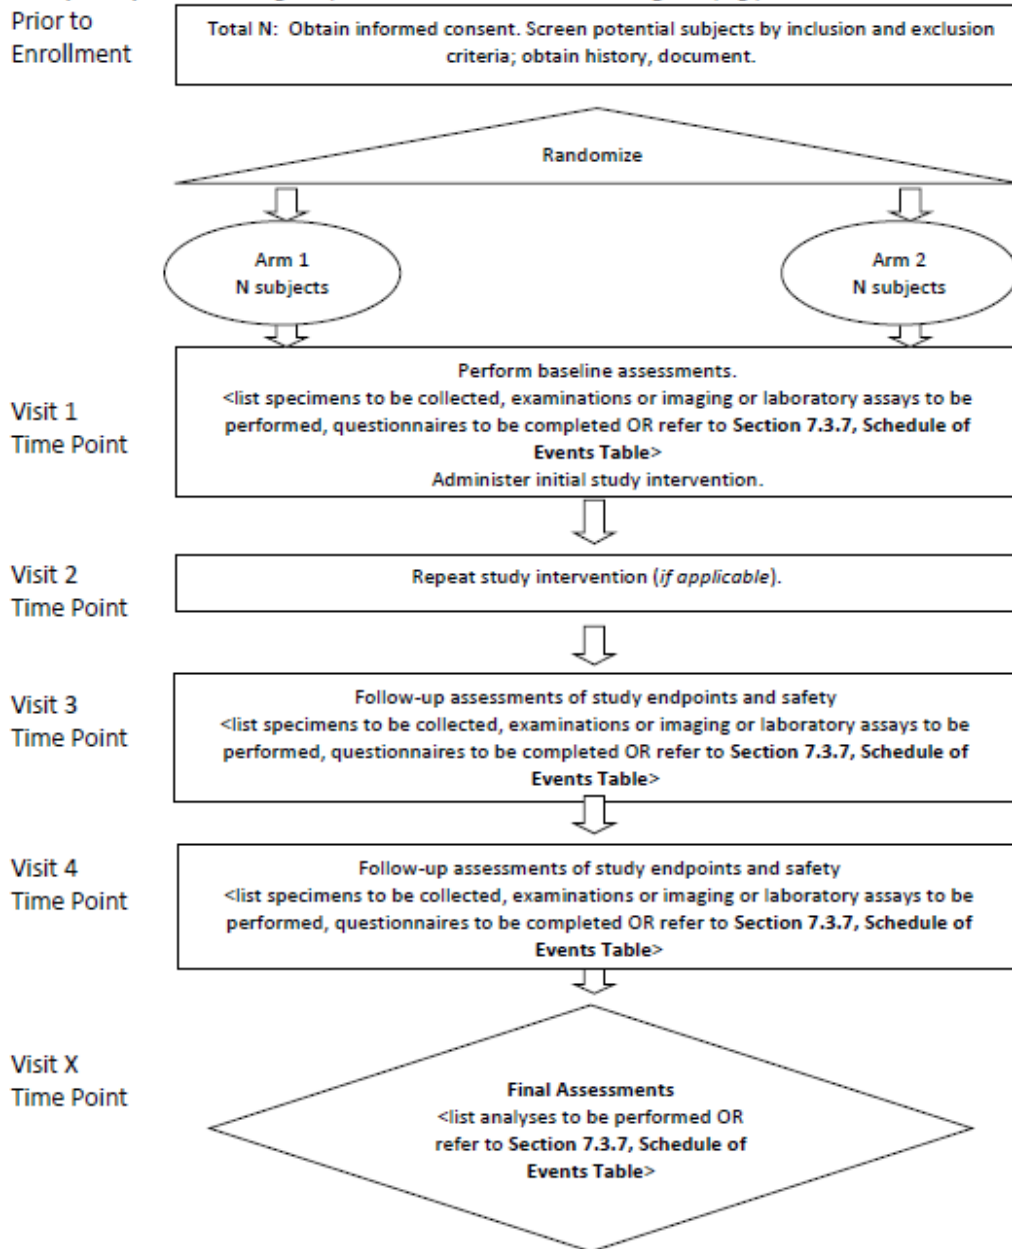 Prior to
Enrollment
Total N: Obtain informed consent. Screen potential subjects by inclusion and exclusion
criteria; obtain history, document.
Randomize
Arm 1
N subjects
Arm 2
N subjects
Visit 1
Time Point
Perform baseline assessments.
<list specimens to be collected, examinations or imaging or laboratory assays to be
performed, questionnaires to be completed OR refer to Section 7.3.7, Schedule of
Events Table>
Administer initial study intervention.
Visit 2
Time Point
Repeat study intervention (if applicable).
Visit 3
Time Point
Follow-up assessments of study endpoints and safety
<list specimens to be collected, examinations or imaging or laboratory assays to be
performed, questionnaires to be completed OR refer to Section 7.3.7, Schedule of
Events Table>
Visit 4
Time Point
Follow-up assessments of study endpoints and safety
<list specimens to be collected, examinations or imaging or laboratory assays to be
performed, questionnaires to be completed OR refer to Section 7.3.7, Schedule of
Events Table>
Visit X
Time Point
Final Assessments
<list analyses to be performed OR
refer to Section 7.3.7, Schedule of
Events Table>